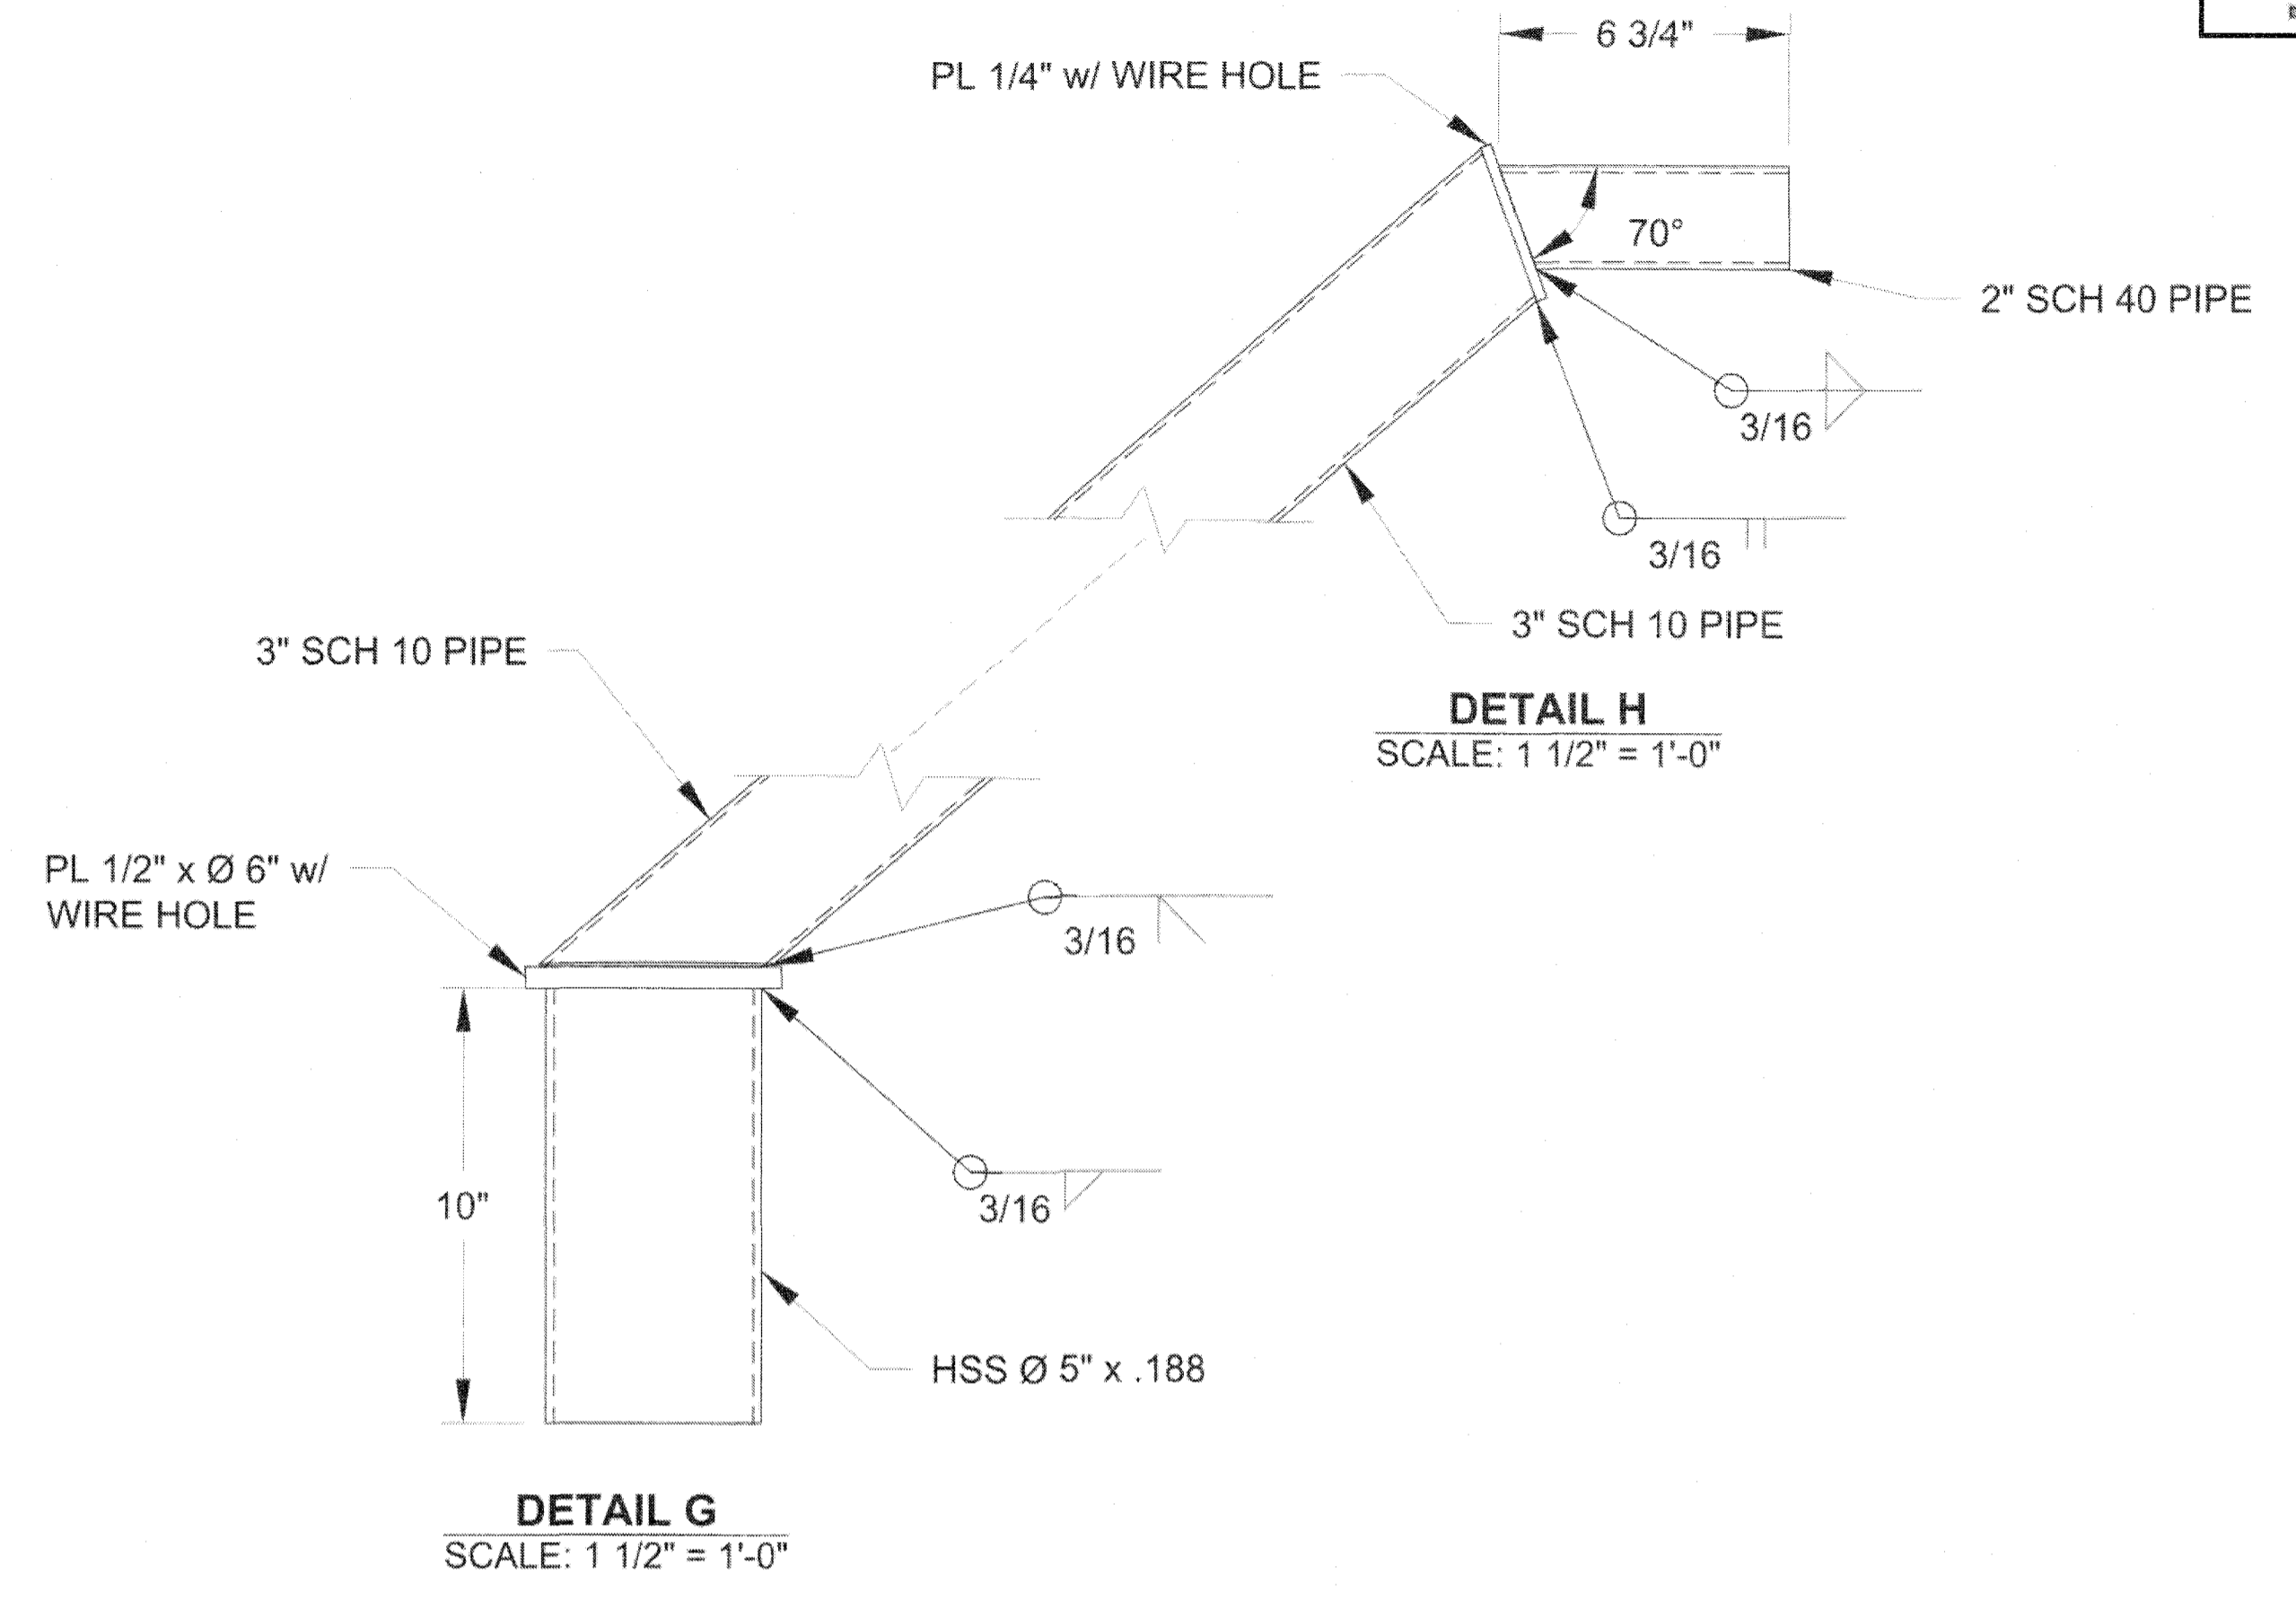 6 3/4"
PL 1/4" w/ WIRE HOLE
70°
2" SCH 40 PIPE
3/16
3/16
3" SCH 10 PIPE
DETAIL H
SCALE: 1 1/2" = 1'-0"
3" SCH 10 PIPE
PL 1/2" x Ø 6" w/
WIRE HOLE
3/16
3/16
10"
HSS Ø 5" x .188
DETAIL G
SCALE: 1 1/2" = 1'-0"